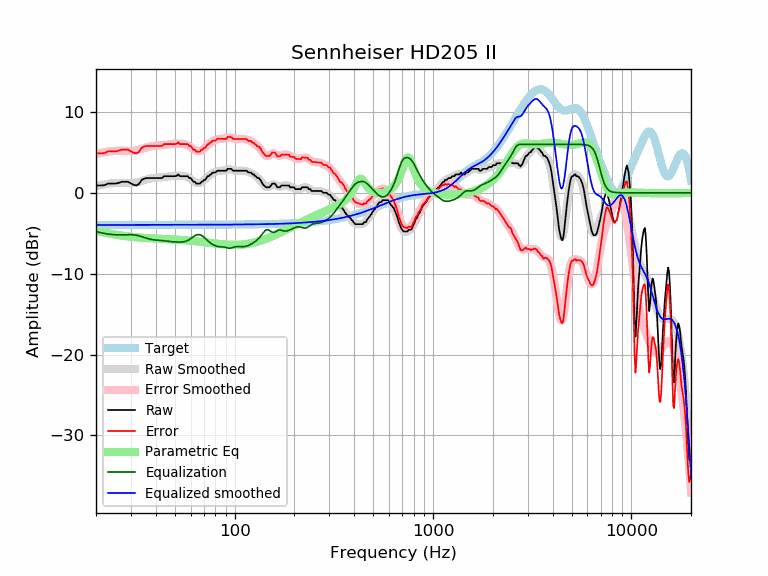 Sennheiser HD205 II
Amplitude (dBr)
10
0
−10
−20
−30
Target
Raw Smoothed
Error Smoothed
Raw
Error
Parametric Eq
Equalization
Equalized smoothed
100
1000
10000
Frequency (Hz)